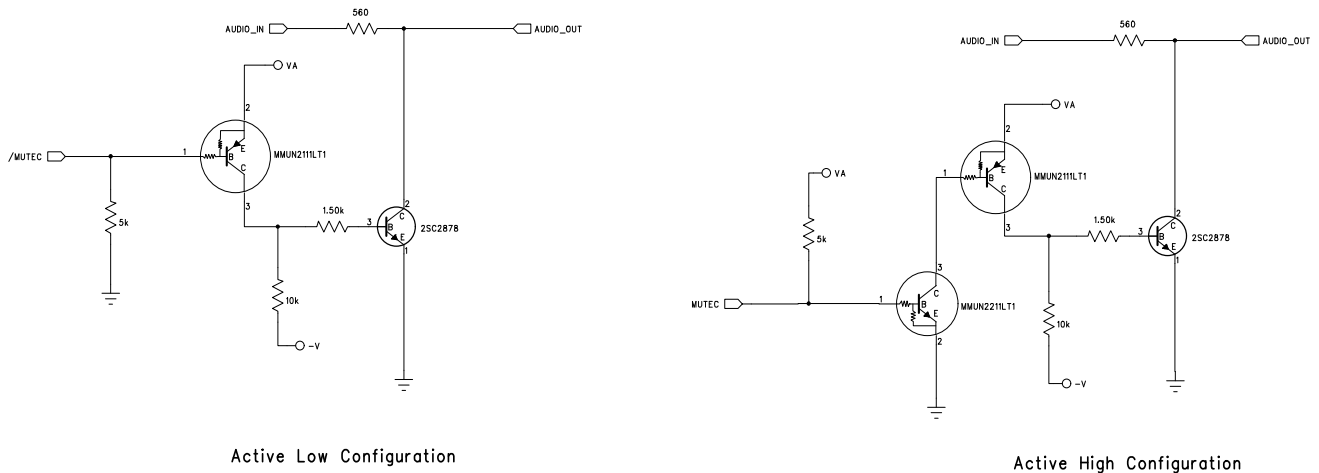 560
AUDIO_IN
AUDIO_OUT
VA
2
/MUTEC
1
B
E
C
MMUN2111LT1
3
5k
1.50k
3
B
C
E
2
2SC2878
1
10k
-V
Active Low Configuration
560
AUDIO_IN
AUDIO_OUT
VA
2
1
B
E
C
MMUN2111LT1
3
VA
5k
1.50k
3
B
C
E
2
2SC2878
1
MUTEC
1
3
C
B
E
MMUN2211LT1
2
10k
-V
Active High Configuration